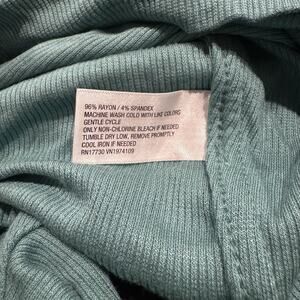 96% RAYON / 4% SPANDEX
MACHINE WASH COLD WITH LIKE COLORS
GENTLE CYCLE
ONLY NON-CHLORINE BLEACH IF NEEDED
TUMBLE DRY LOW, REMOVE PROMPTLY
COOL IRON IF NEEDED
RN17730 VN1974109